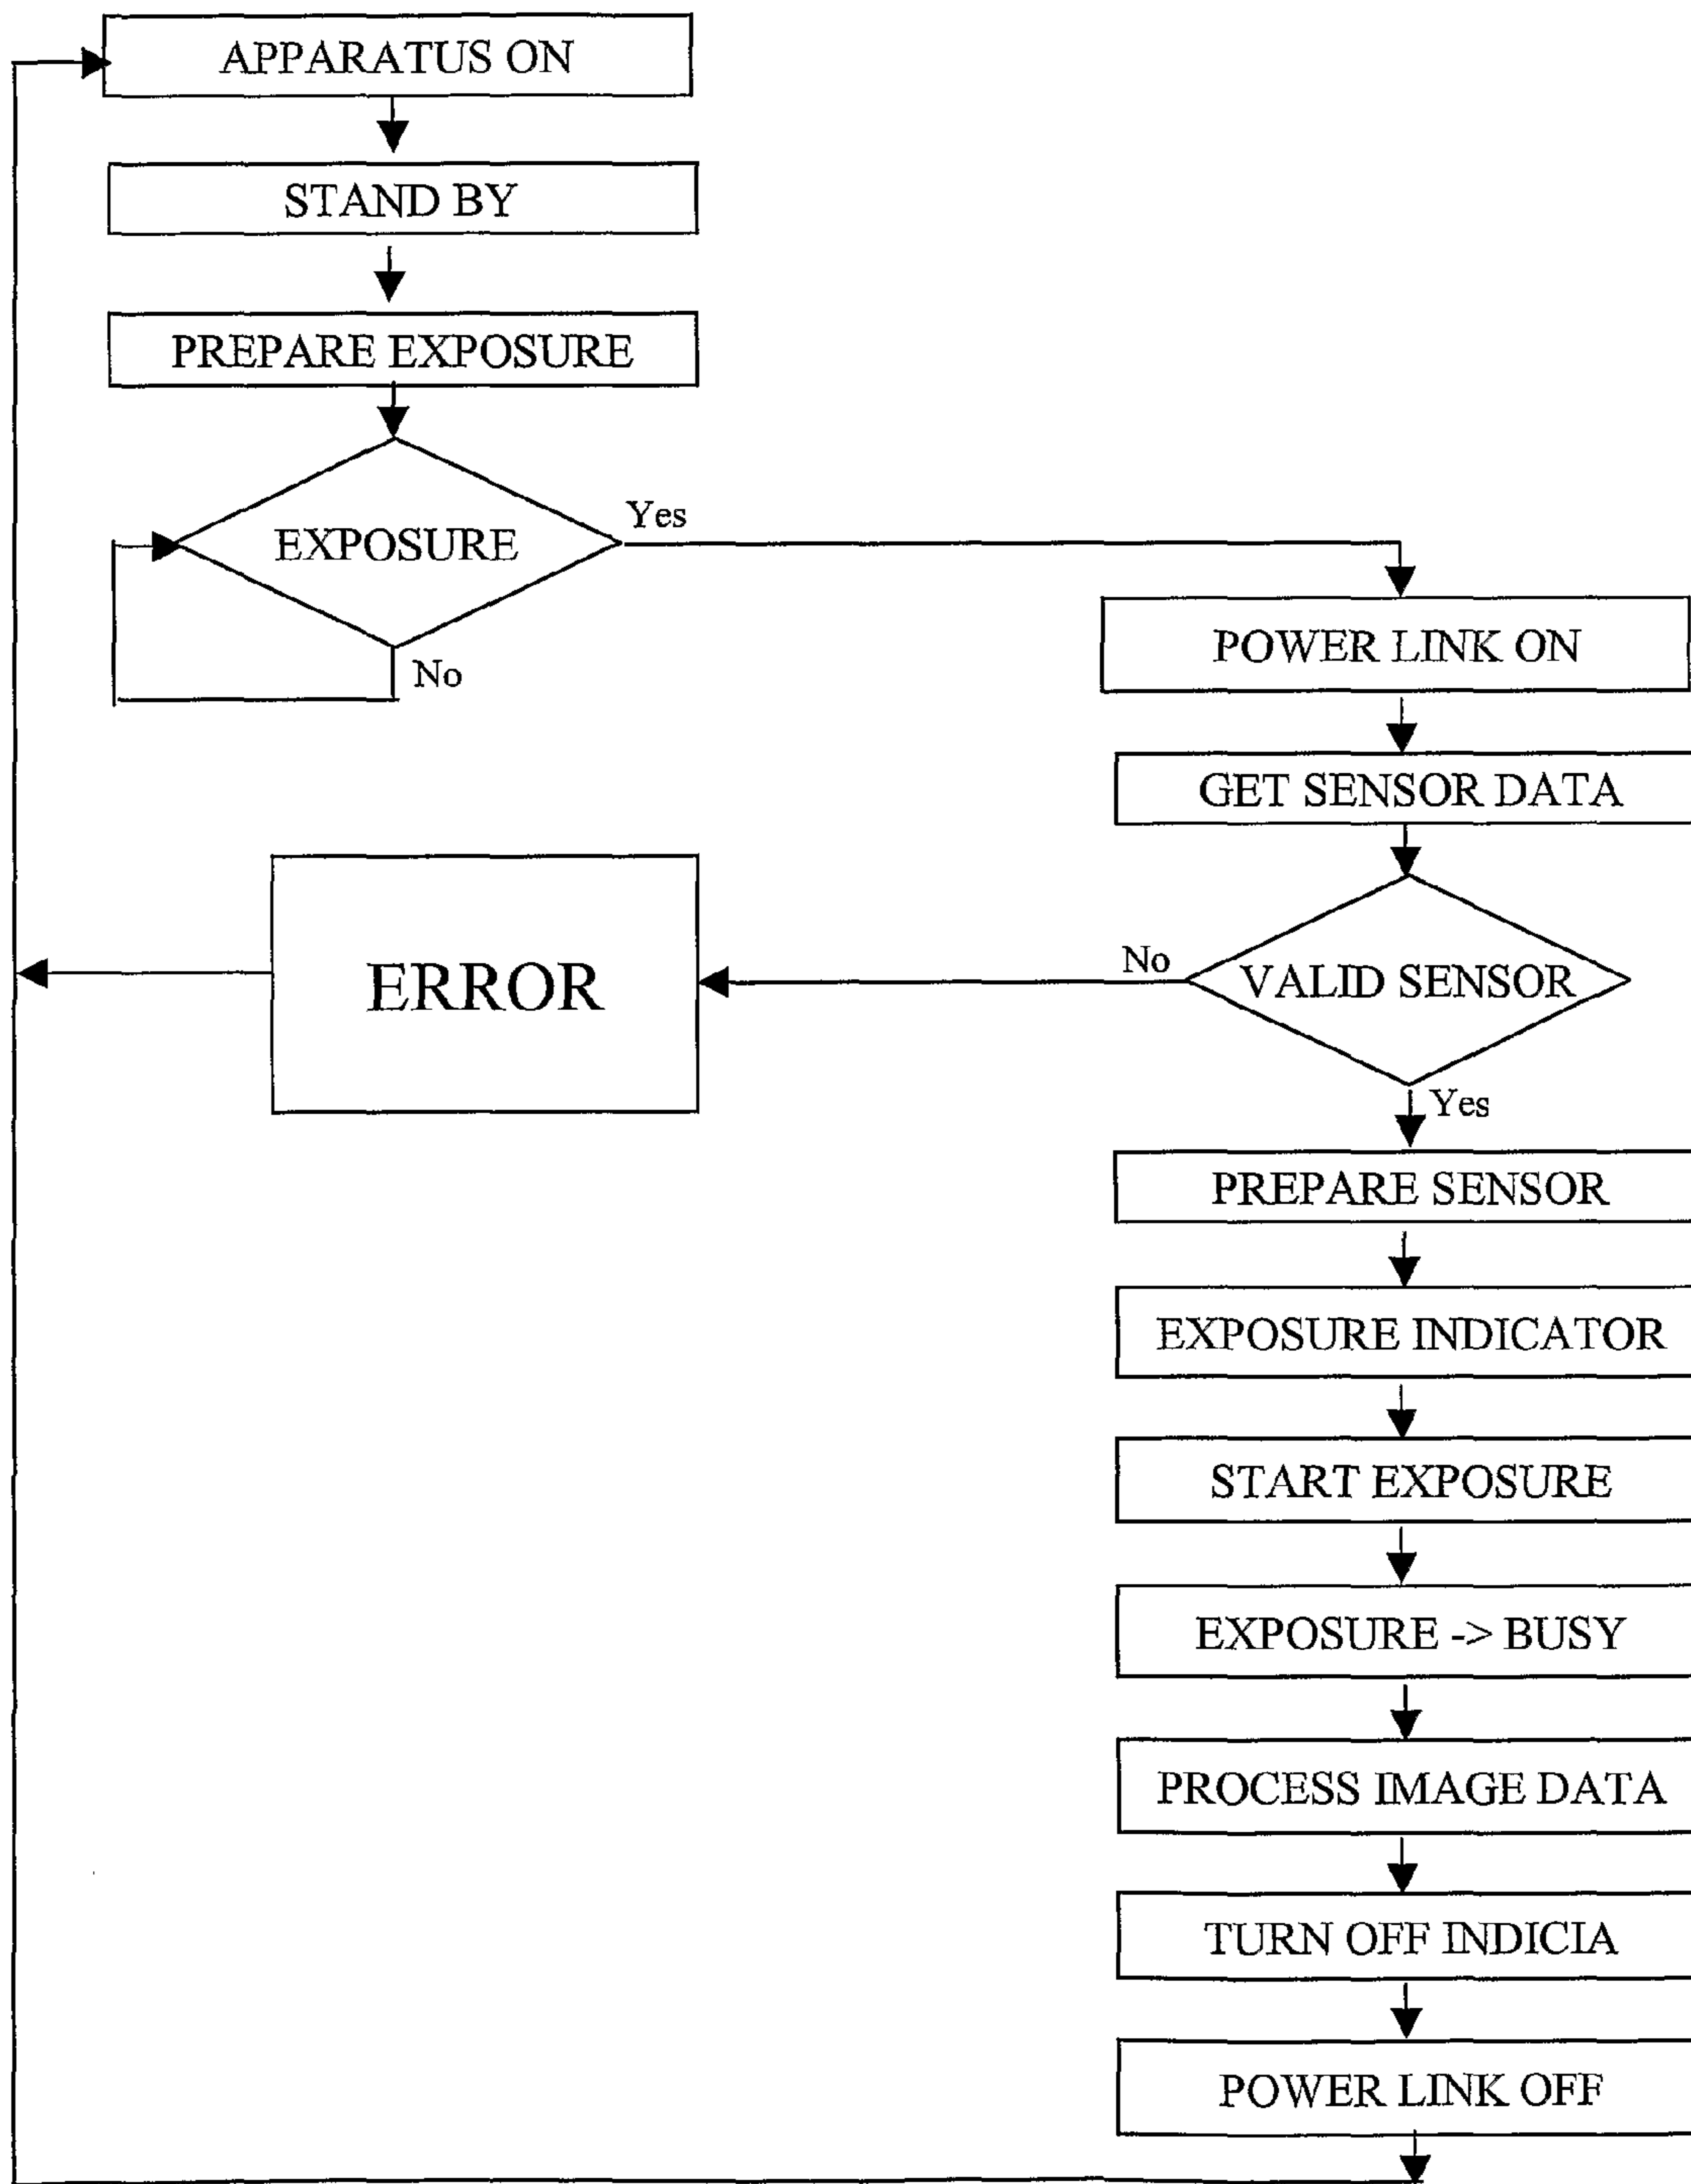 APPARATUS ON
STAND BY
PREPARE EXPOSURE
EXPOSURE
Yes
No
POWER LINK ON
GET SENSOR DATA
VALID SENSOR
No
ERROR
Yes
PREPARE SENSOR
EXPOSURE INDICATOR
START EXPOSURE
EXPOSURE -> BUSY
PROCESS IMAGE DATA
TURN OFF INDICIA
POWER LINK OFF